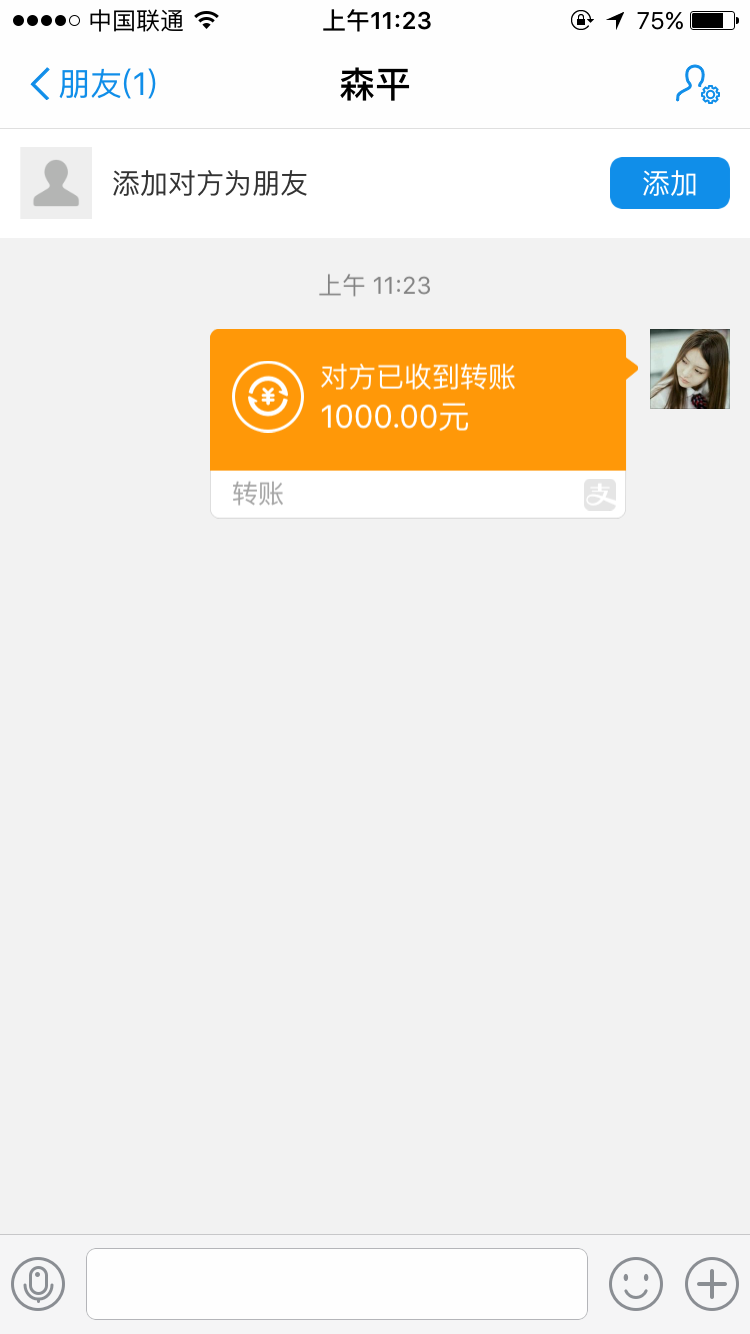 中国联通
上午11:23
75%
朋友(1)
森平
添加对方为朋友
添加
上午 11:23
对方已收到转账
¥
1000.00元
转账
支